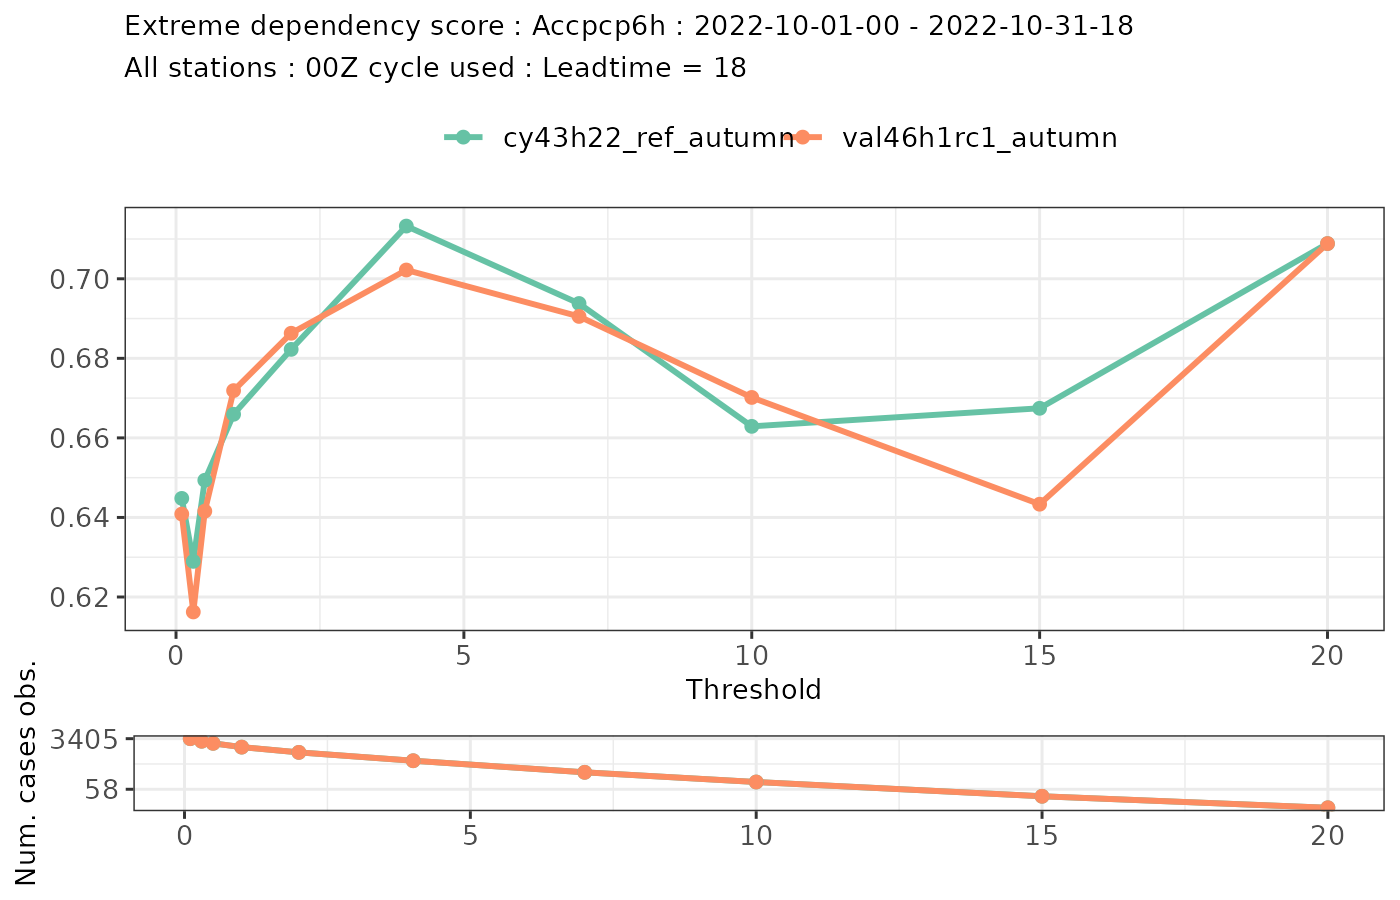 Extreme dependency score : Accpcp6h : 2022-10-01-00 - 2022-10-31-18
All stations : 00Z cycle used : Leadtime = 18
cy43h22_ref_autumn val46h1rc1_autumn
0.70
0.68
0.66
0.64
0.62
0 5 10 15 20
Threshold
Num. cases obs.
3405
58
0 5 10 15 20